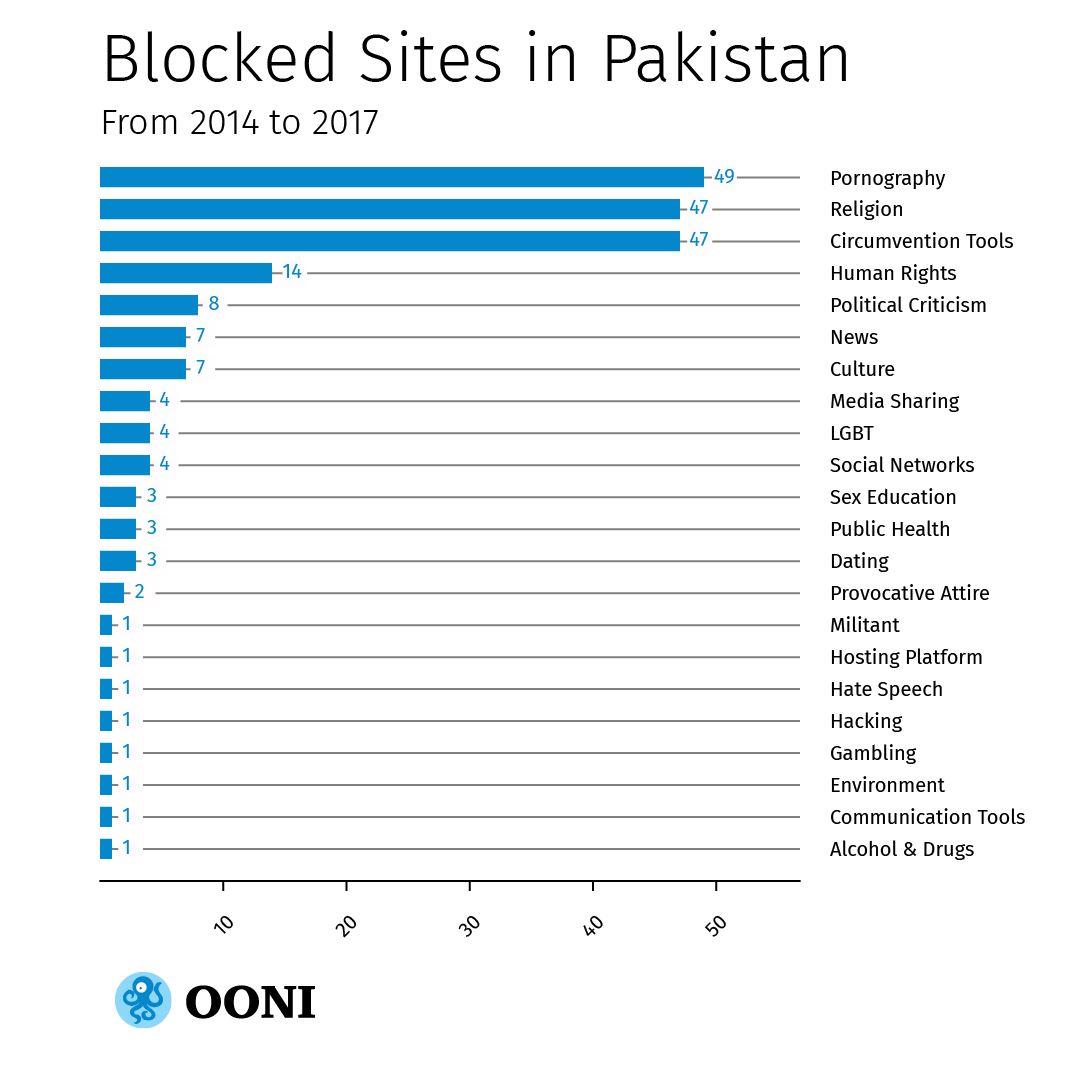 Blocked Sites in Pakistan
From 2014 to 2017
49 Pornography
47 Religion
47 Circumvention Tools
14 Human Rights
8 Political Criticism
7 News
7 Culture
4 Media Sharing
4 LGBT
4 Social Networks
3 Sex Education
3 Public Health
3 Dating
2 Provocative Attire
1 Militant
1 Hosting Platform
1 Hate Speech
1 Hacking
1 Gambling
1 Environment
1 Communication Tools
1 Alcohol & Drugs
10 20 30 40 50
OONI